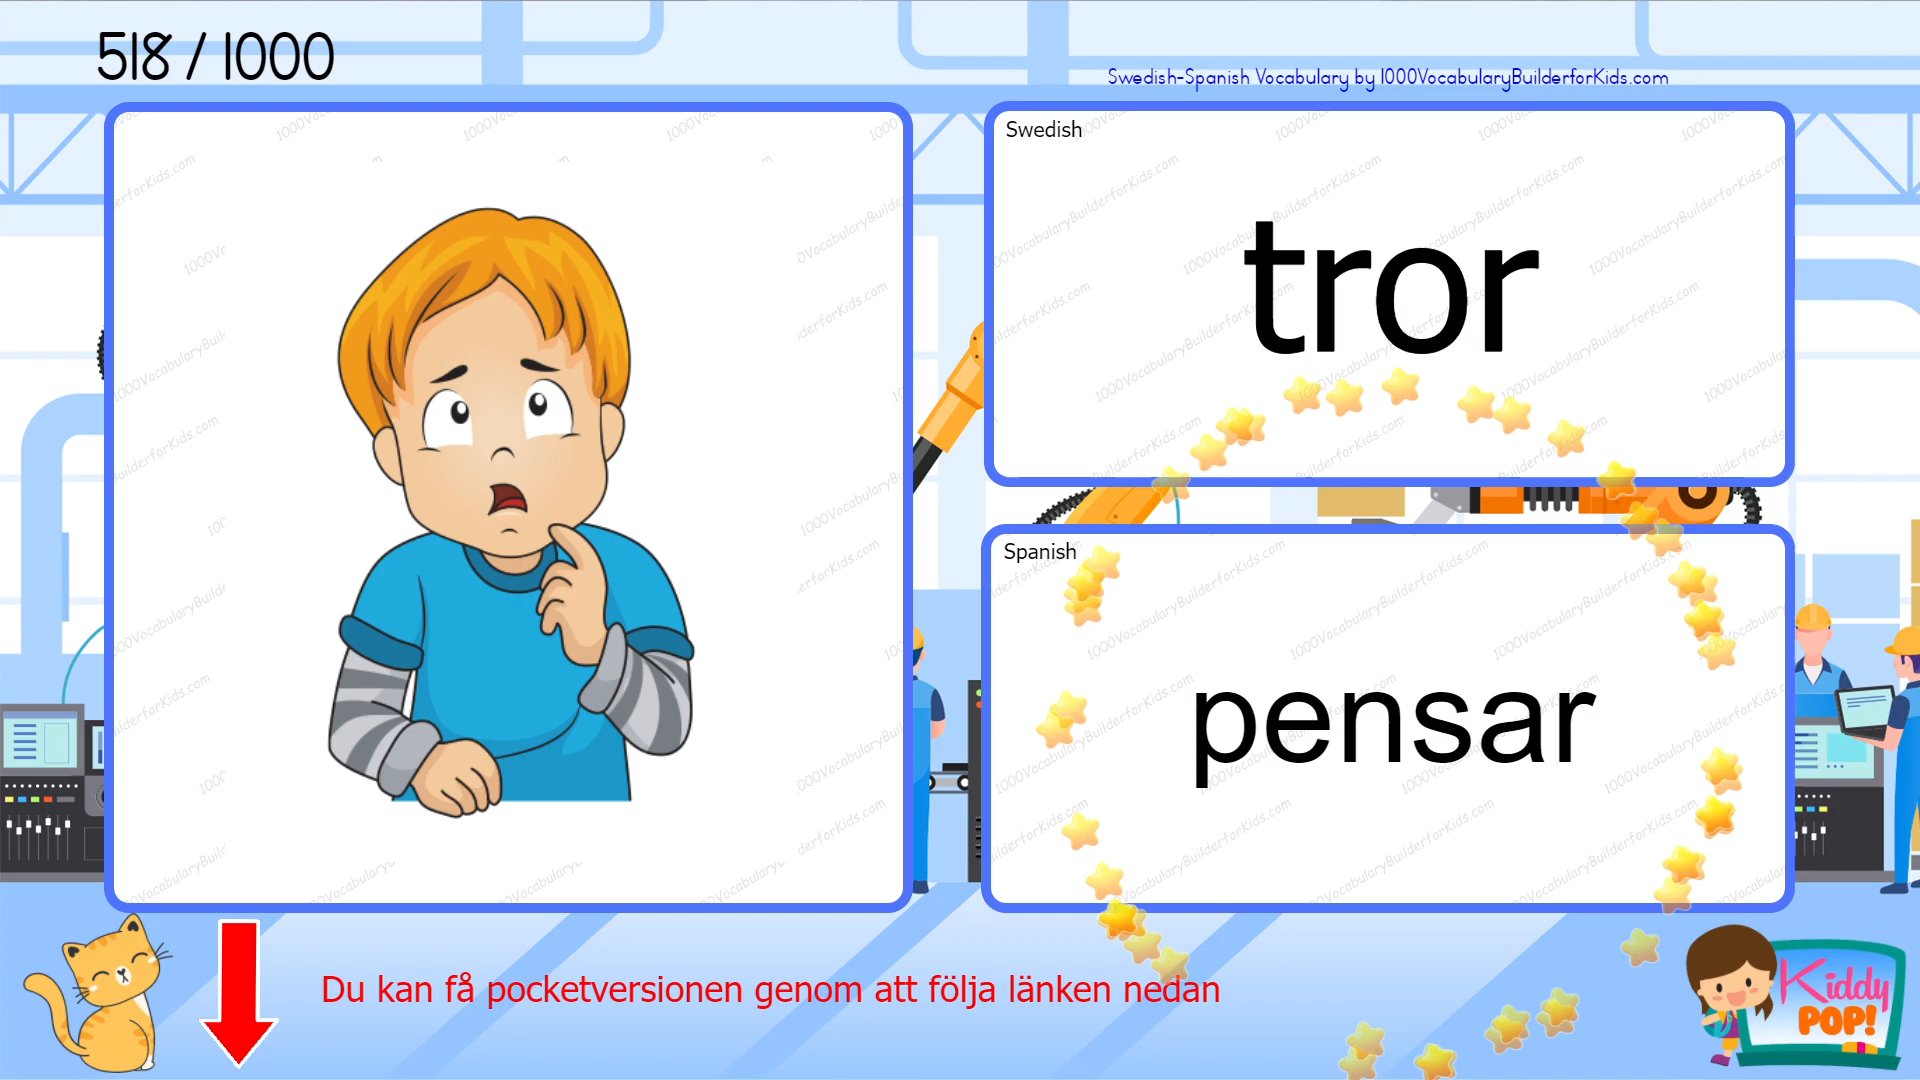 518 / 1000
Swedish-Spanish Vocabulary by 1000VocabularyBuilderforKids.com
Swedish
tror
Spanish
pensar
Du kan få pocketversionen genom att följa länken nedan
Kiddy
POP!